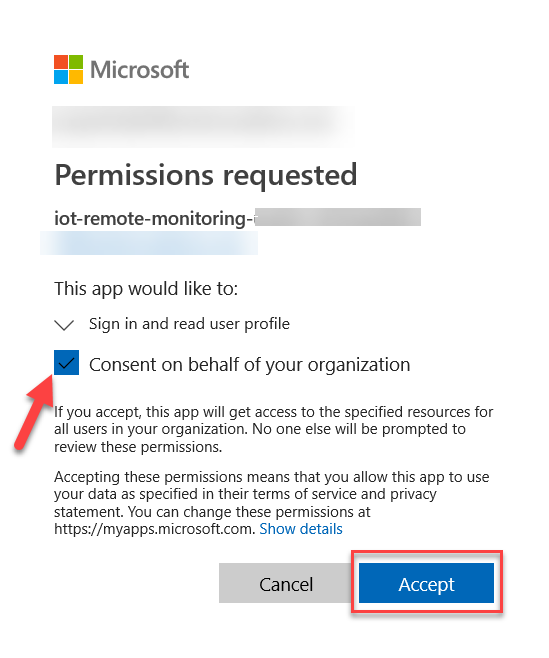 Microsoft
Permissions requested
iot-remote-monitoring-
This app would like to:
Sign in and read user profile
Consent on behalf of your organization
If you accept, this app will get access to the specified resources for
all users in your organization. No one else will be prompted to
review these permissions.
Accepting these permissions means that you allow this app to use
your data as specified in their terms of service and privacy
statement. You can change these permissions at
https://myapps.microsoft.com. Show details
Cancel
Accept